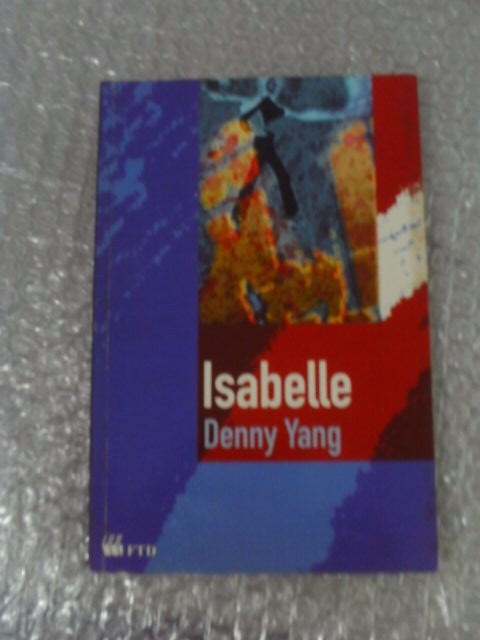 Isabelle
Denny Yang
FTD